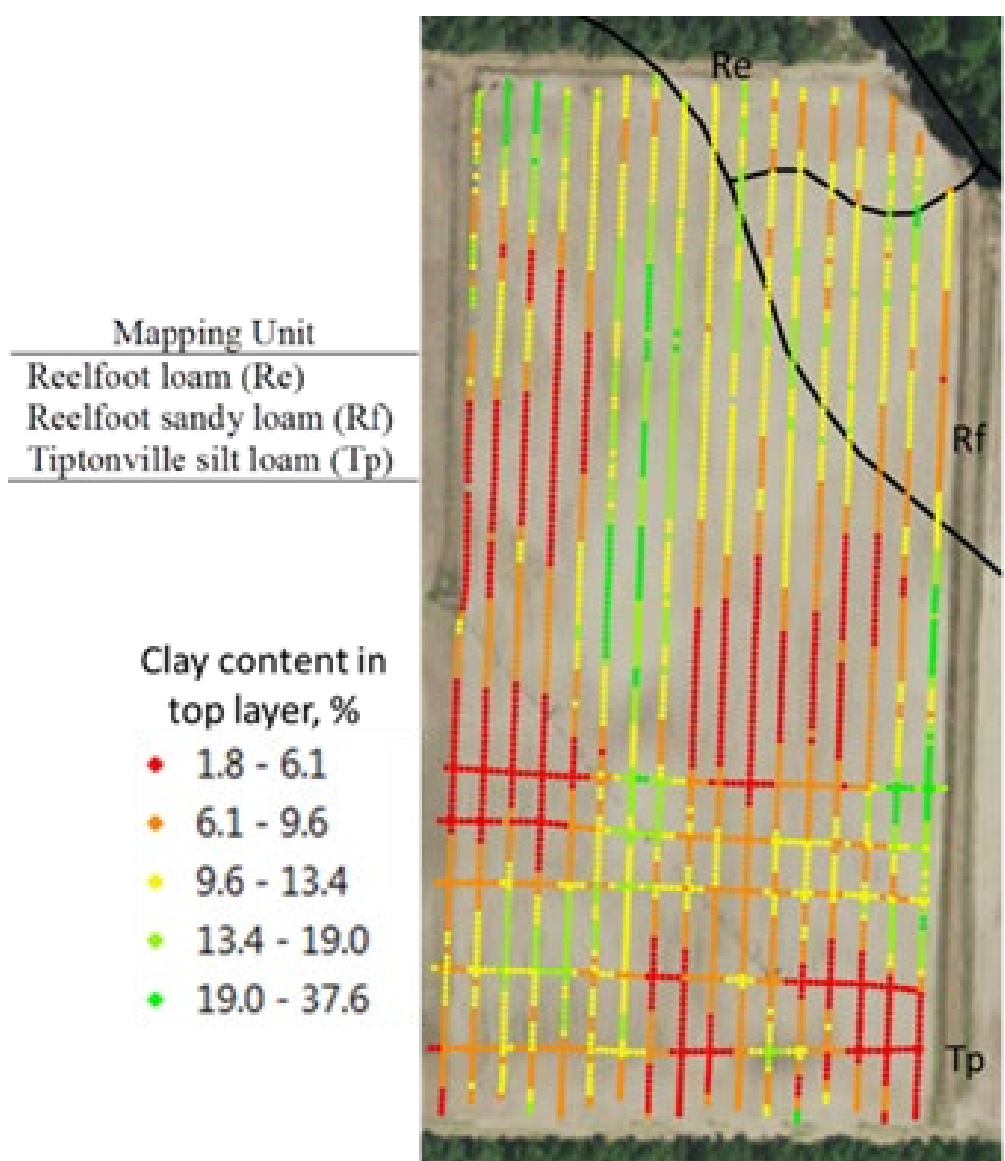 Re
Mapping Unit
Reelfoot loam (Re)
Reelfoot sandy loam (Rf)
Tiptonville silt loam (Tp)
Rf
Clay content in
top layer, %
1.8 - 6.1
6.1 - 9.6
9.6 - 13.4
13.4 - 19.0
19.0 - 37.6
Tp